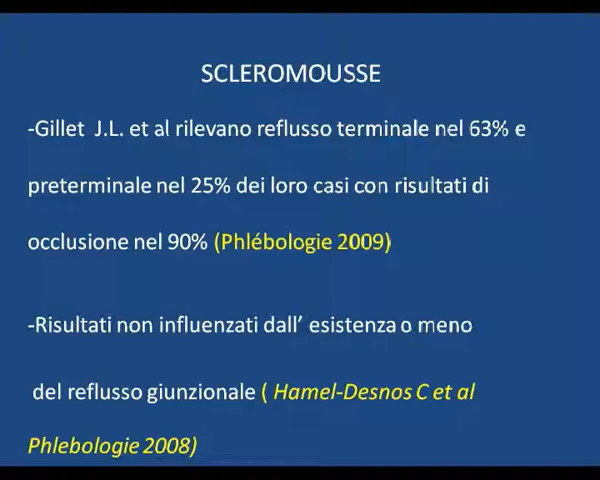 SCLEROMOUSSE
-Gillet J.L. et al rilevano reflusso terminale nel 63% e
preterminale nel 25% dei loro casi con risultati di
occlusione nel 90% (Phlébologie 2009)
-Risultati non influenzati dall' esistenza o meno
del reflusso giunzionale ( Hamel-Desnos C et al
Phlebologie 2008)